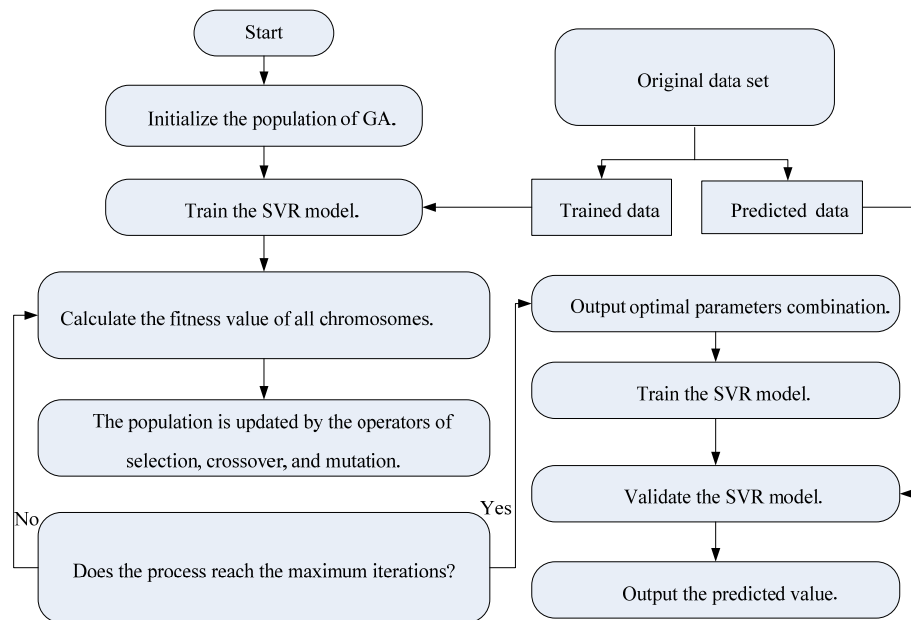 Start
Initialize the population of GA.
Train the SVR model.
Calculate the fitness value of all chromosomes.
The population is updated by the operators of
selection, crossover, and mutation.
No
Yes
Does the process reach the maximum iterations?
Original data set
Trained data
Predicted data
Output optimal parameters combination.
Train the SVR model.
Validate the SVR model.
Output the predicted value.